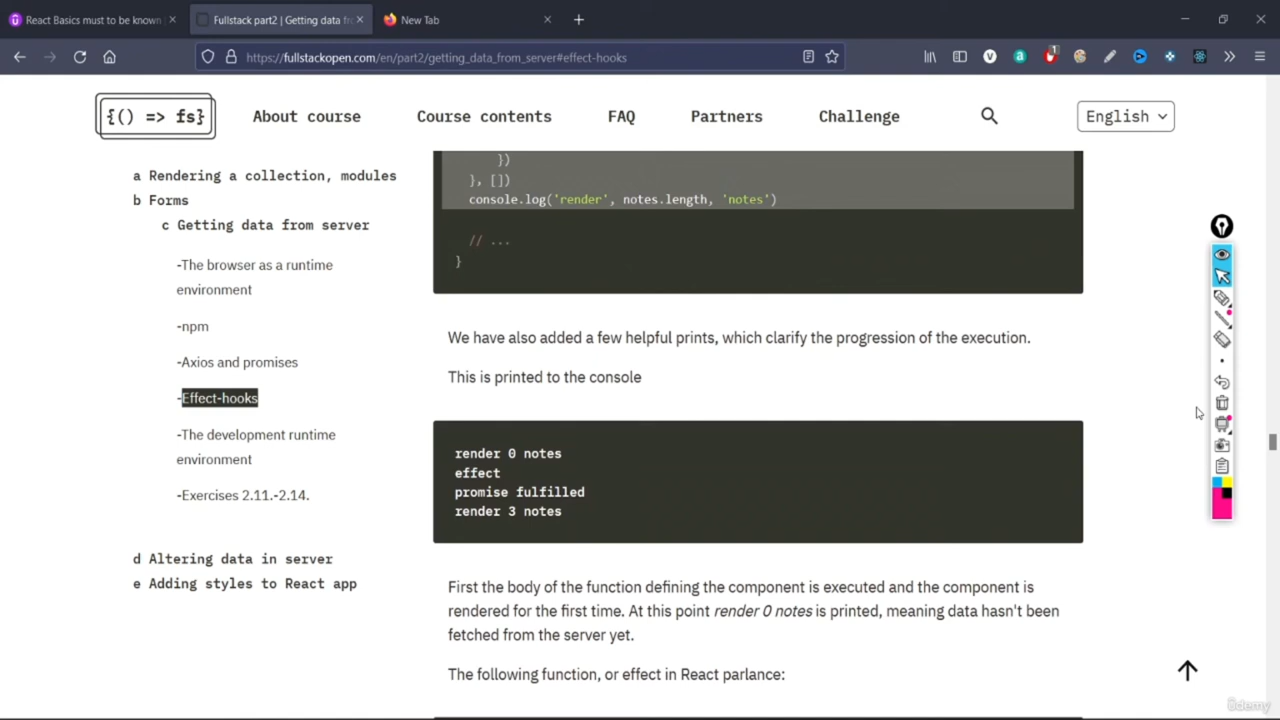 React Basics must be known
Fullstack part2 | Getting data fr
New Tab
https://fullstackopen.com/en/part2/getting_data_from_server#effect-hooks
{() => fs}
About course
Course contents
FAQ
Partners
Challenge
English
a Rendering a collection, modules
b Forms
c Getting data from server
-The browser as a runtime
environment
-npm
-Axios and promises
-Effect-hooks
-The development runtime
environment
-Exercises 2.11.-2.14.
d Altering data in server
e Adding styles to React app
})
}, [])
console.log('render', notes.length, 'notes')
// ...
}
We have also added a few helpful prints, which clarify the progression of the execution.
This is printed to the console
render 0 notes
effect
promise fulfilled
render 3 notes
First the body of the function defining the component is executed and the component is
rendered for the first time. At this point render 0 notes is printed, meaning data hasn't been
fetched from the server yet.
The following function, or effect in React parlance:
1
Udemy